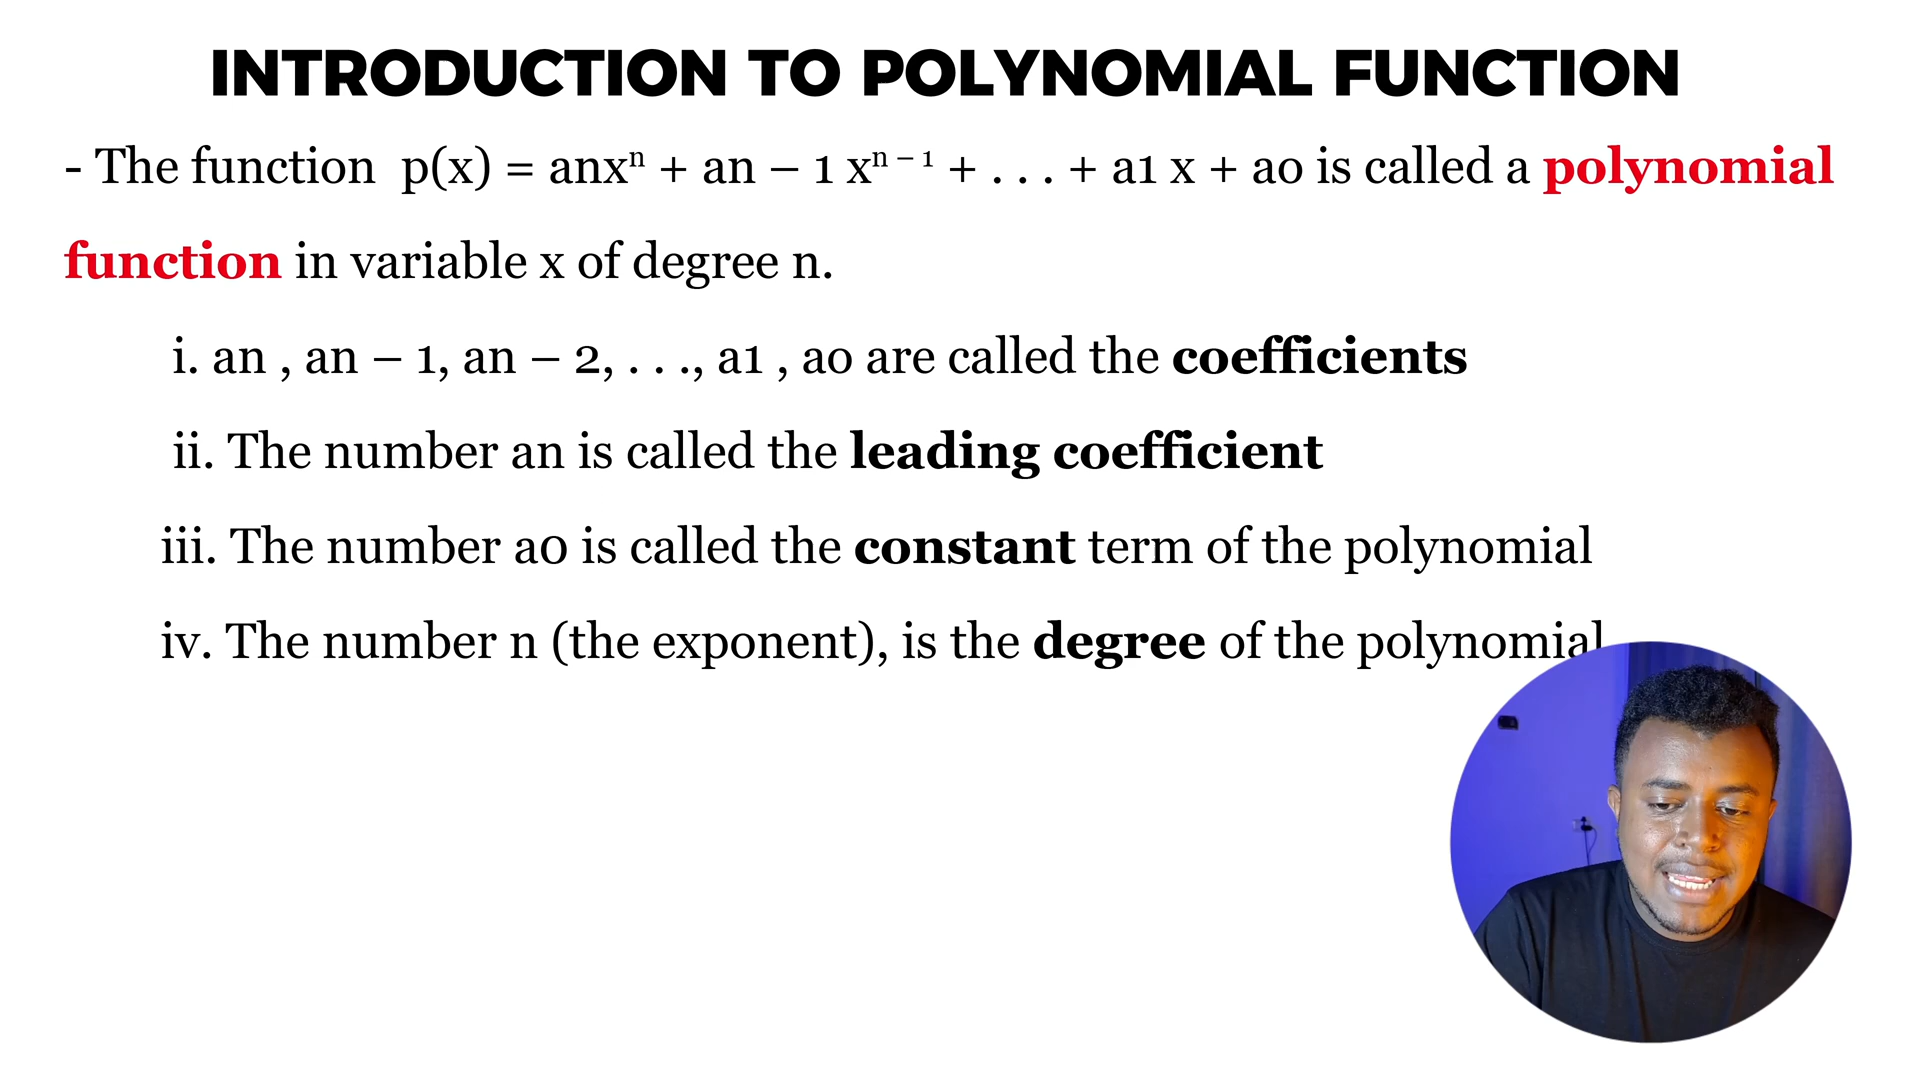 INTRODUCTION TO POLYNOMIAL FUNCTION
- The function p(x) = anxⁿ + an – 1 xⁿ ⁻ ¹ + . . . + a1 x + a0 is called a polynomial
function in variable x of degree n.
i. an , an – 1, an – 2, . . ., a1 , a0 are called the coefficients
ii. The number an is called the leading coefficient
iii. The number a0 is called the constant term of the polynomial
iv. The number n (the exponent), is the degree of the polynomial